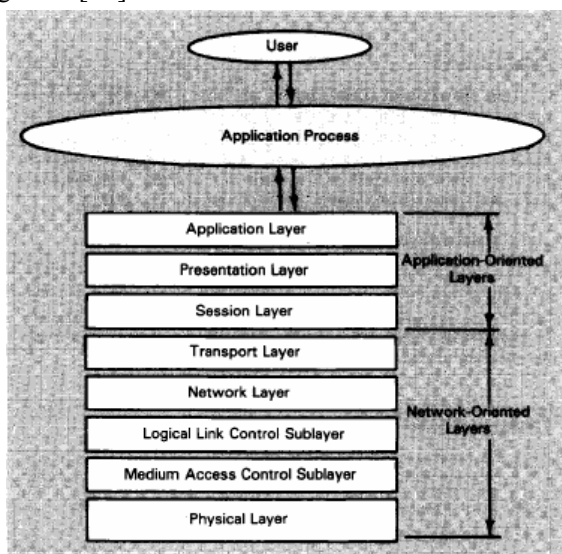 User
Application Process
Application Layer
Presentation Layer
Session Layer
Transport Layer
Network Layer
Logical Link Control Sublayer
Medium Access Control Sublayer
Physical Layer
Application-Oriented
Layers
Network-Oriented
Layers